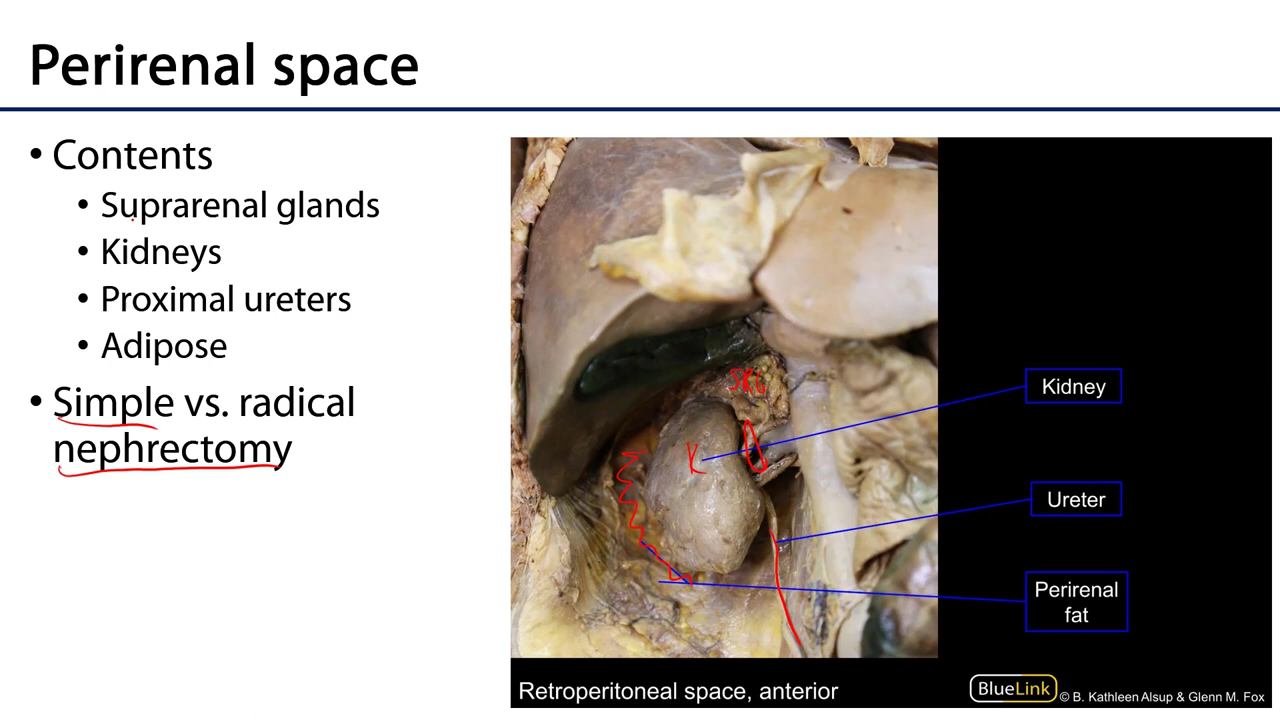 Perirenal space
• Contents
• Suprarenal glands
• Kidneys
• Proximal ureters
• Adipose
• Simple vs. radical
nephrectomy
SRG
K
Kidney
Ureter
Perirenal
fat
Retroperitoneal space, anterior
BlueLink © B. Kathleen Alsup & Glenn M. Fox